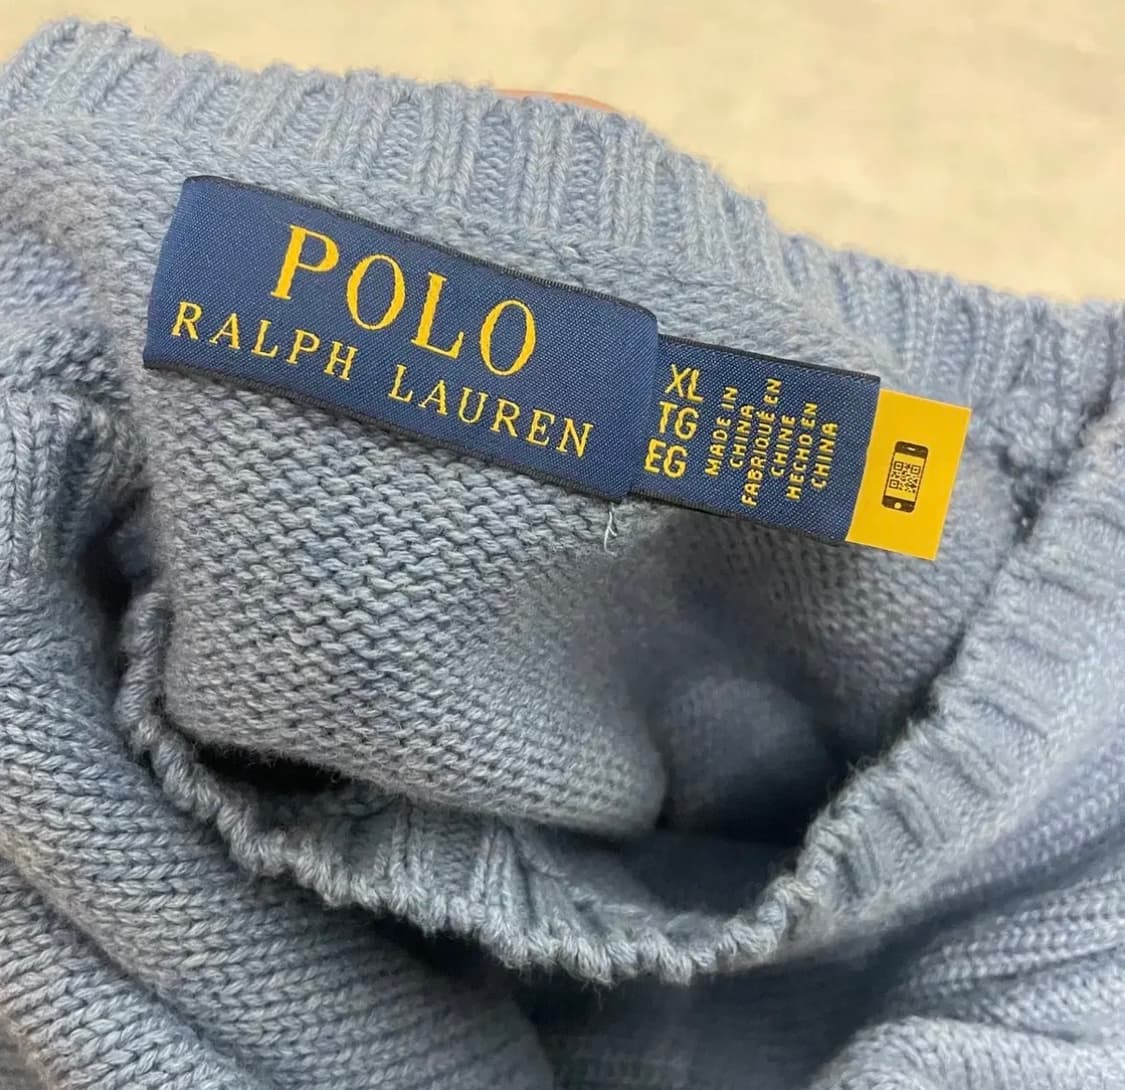 POLO
RALPH LAUREN
XL
TG
EG
MADE IN
CHINA
FABRIQUÉ EN
CHINE
HECHO EN
CHINA